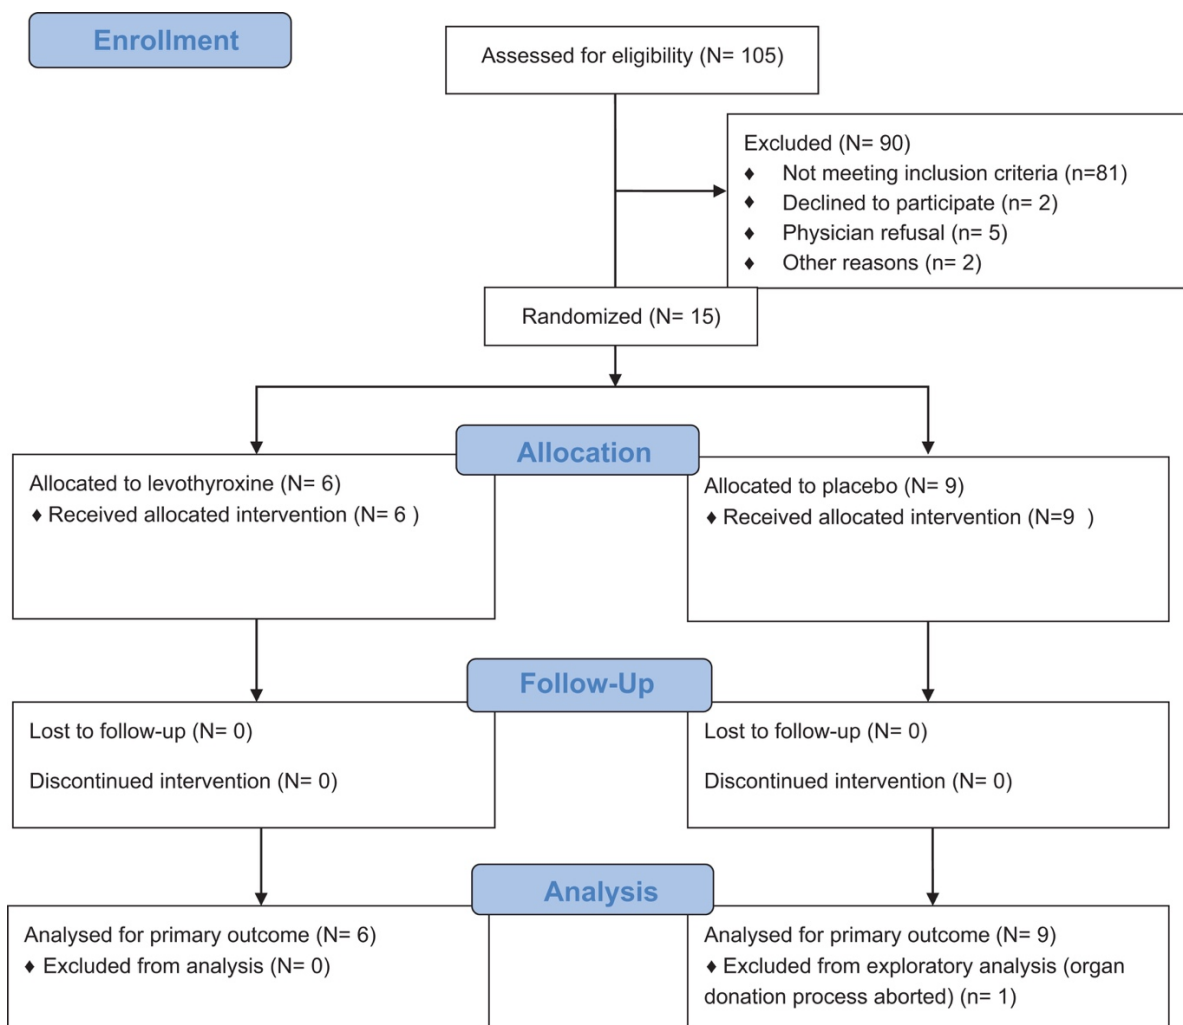 Enrollment
Assessed for eligibility (N= 105)
Excluded (N= 90)
♦ Not meeting inclusion criteria (n=81)
♦ Declined to participate (n= 2)
♦ Physician refusal (n= 5)
♦ Other reasons (n= 2)
Randomized (N= 15)
Allocation
Allocated to levothyroxine (N= 6)
♦ Received allocated intervention (N= 6 )
Allocated to placebo (N= 9)
♦ Received allocated intervention (N=9 )
Follow-Up
Lost to follow-up (N= 0)
Discontinued intervention (N= 0)
Lost to follow-up (N= 0)
Discontinued intervention (N= 0)
Analysis
Analysed for primary outcome (N= 6)
♦ Excluded from analysis (N= 0)
Analysed for primary outcome (N= 9)
♦ Excluded from exploratory analysis (organ
donation process aborted) (n= 1)